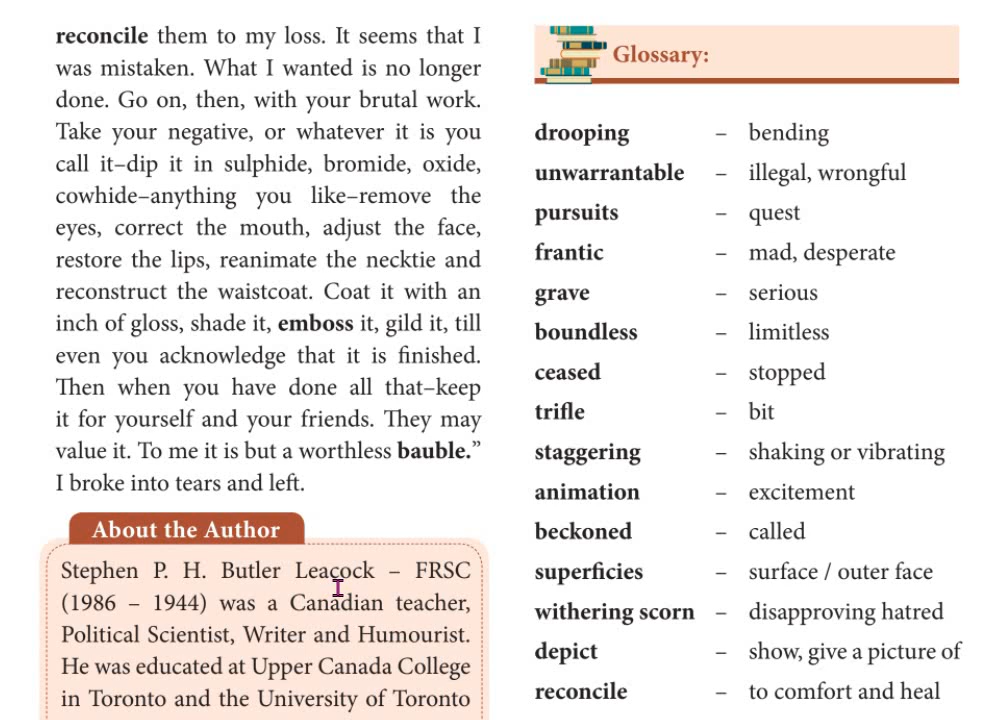 reconcile them to my loss. It seems that I
was mistaken. What I wanted is no longer
done. Go on, then, with your brutal work.
Take your negative, or whatever it is you
call it–dip it in sulphide, bromide, oxide,
cowhide–anything you like–remove the
eyes, correct the mouth, adjust the face,
restore the lips, reanimate the necktie and
reconstruct the waistcoat. Coat it with an
inch of gloss, shade it, emboss it, gild it, till
even you acknowledge that it is finished.
Then when you have done all that–keep
it for yourself and your friends. They may
value it. To me it is but a worthless bauble.”
I broke into tears and left.
About the Author
Stephen P. H. Butler Leacock – FRSC
(1986 – 1944) was a Canadian teacher,
Political Scientist, Writer and Humourist.
He was educated at Upper Canada College
in Toronto and the University of Toronto
Glossary:
drooping – bending
unwarrantable – illegal, wrongful
pursuits – quest
frantic – mad, desperate
grave – serious
boundless – limitless
ceased – stopped
trifle – bit
staggering – shaking or vibrating
animation – excitement
beckoned – called
superficies – surface / outer face
withering scorn – disapproving hatred
depict – show, give a picture of
reconcile – to comfort and heal